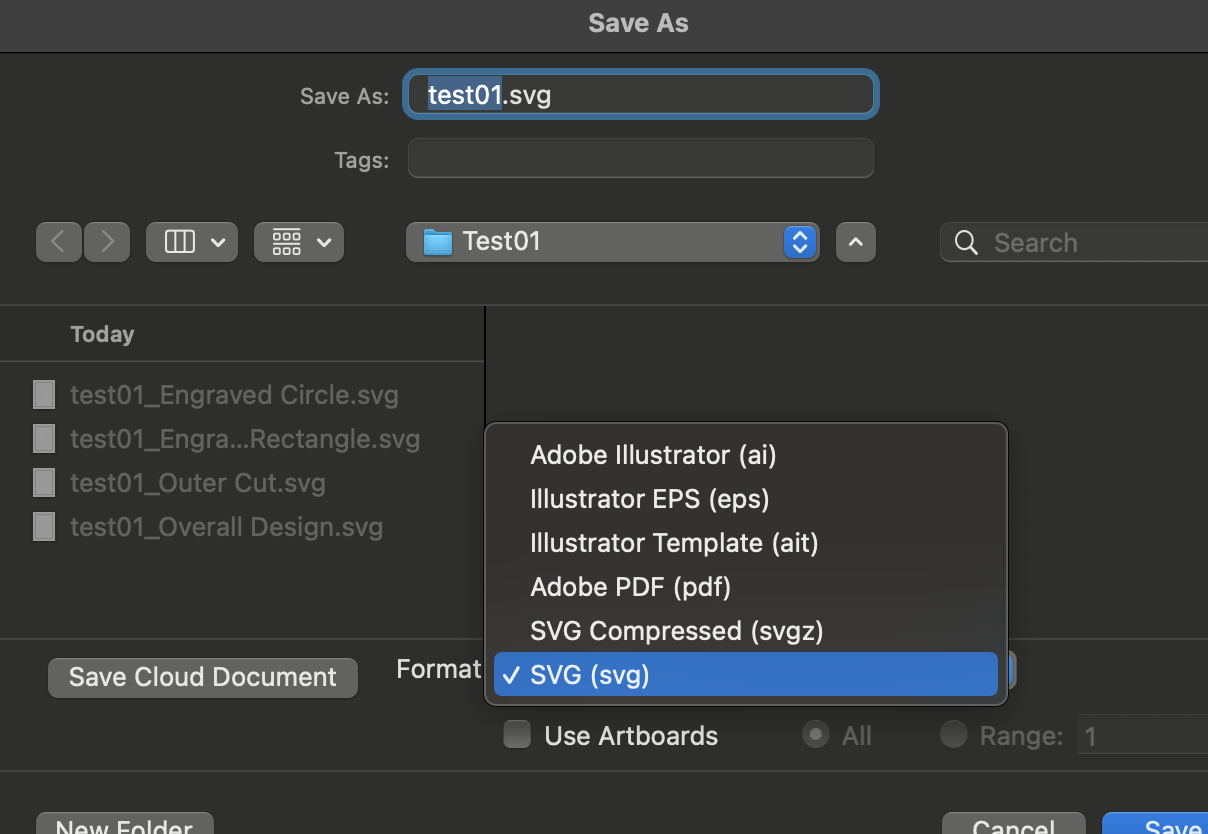 Save As
Save As: test01.svg
Tags:
Test01
Search
Today
test01_Engraved Circle.svg
test01_Engra...Rectangle.svg
test01_Outer Cut.svg
test01_Overall Design.svg
Adobe Illustrator (ai)
Illustrator EPS (eps)
Illustrator Template (ait)
Adobe PDF (pdf)
SVG Compressed (svgz)
✓ SVG (svg)
Save Cloud Document Format
Use Artboards All Range: 1
New Folder Cancel Save